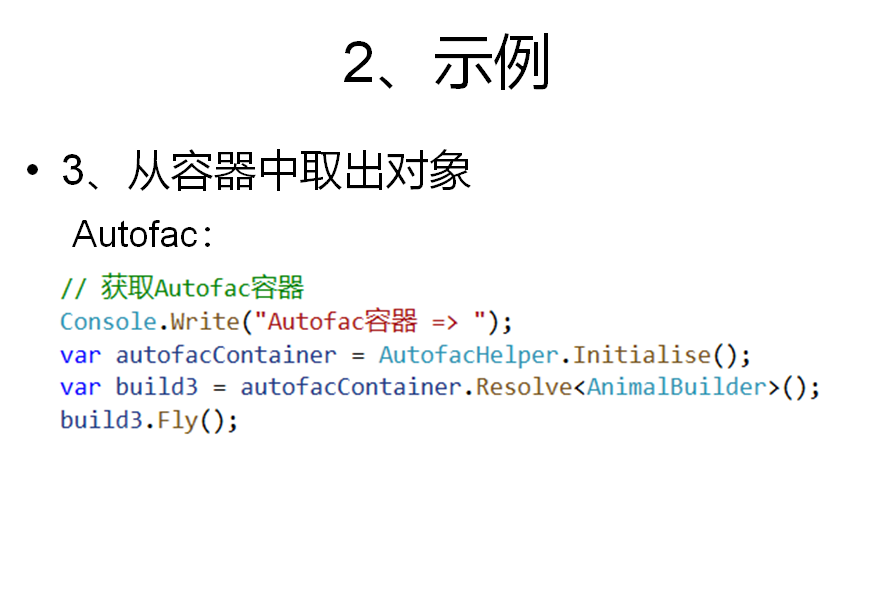 2、示例
• 3、从容器中取出对象
Autofac：
// 获取Autofac容器
Console.Write("Autofac容器 => ");
var autofacContainer = AutofacHelper.Initialise();
var build3 = autofacContainer.Resolve<AnimalBuilder>();
build3.Fly();